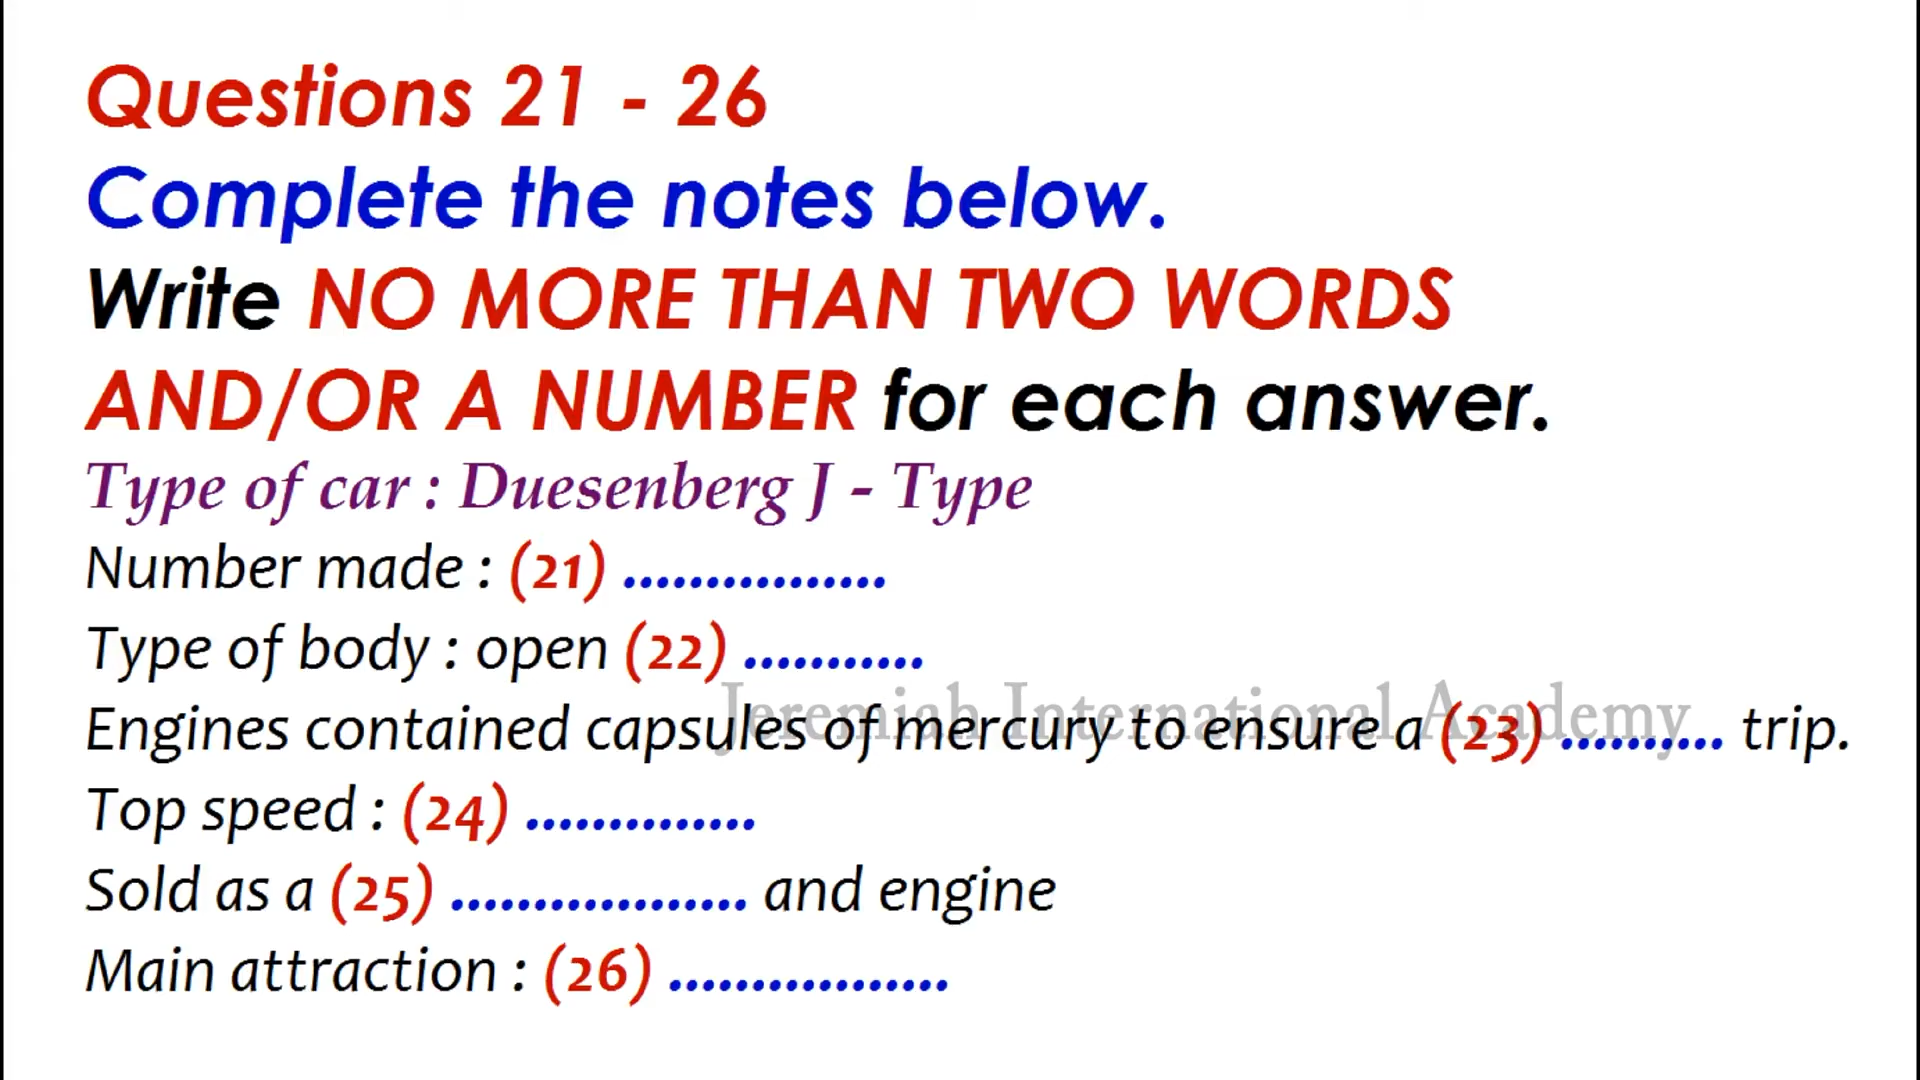 Questions 21 - 26
Complete the notes below.
Write NO MORE THAN TWO WORDS
AND/OR A NUMBER for each answer.
Type of car : Duesenberg J - Type
Number made : (21) ................
Type of body : open (22) ...........
Jeremiah International Academy
Engines contained capsules of mercury to ensure a (23) .......... trip.
Top speed : (24) ..............
Sold as a (25) .................. and engine
Main attraction : (26) .................